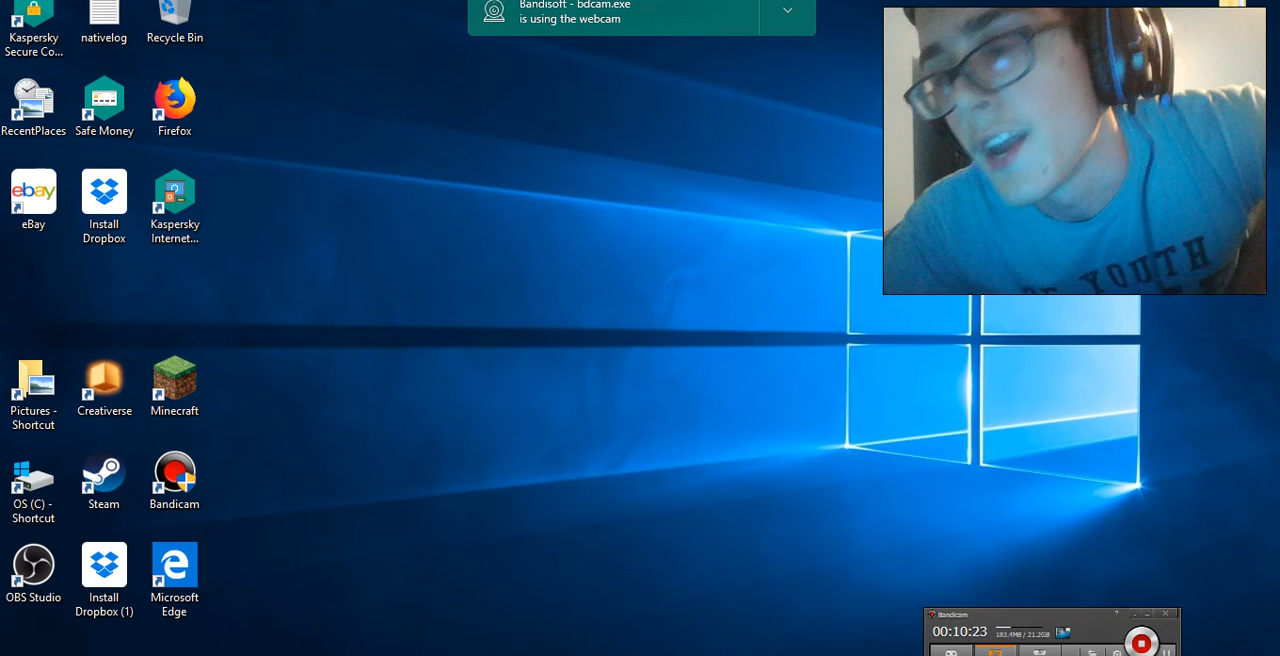 Bandisoft - bdcam.exe
is using the webcam
Kaspersky
Secure Co...
nativelog
Recycle Bin
RecentPlaces
Safe Money
Firefox
ebay
eBay
Install
Dropbox
Kaspersky
Internet...
YOUTH
Pictures -
Shortcut
Creativerse
Minecraft
OS (C) -
Shortcut
Steam
Bandicam
OBS Studio
Install
Dropbox (1)
Microsoft
Edge
Bandicam
00:10:23
183.4MB / 21.2GB